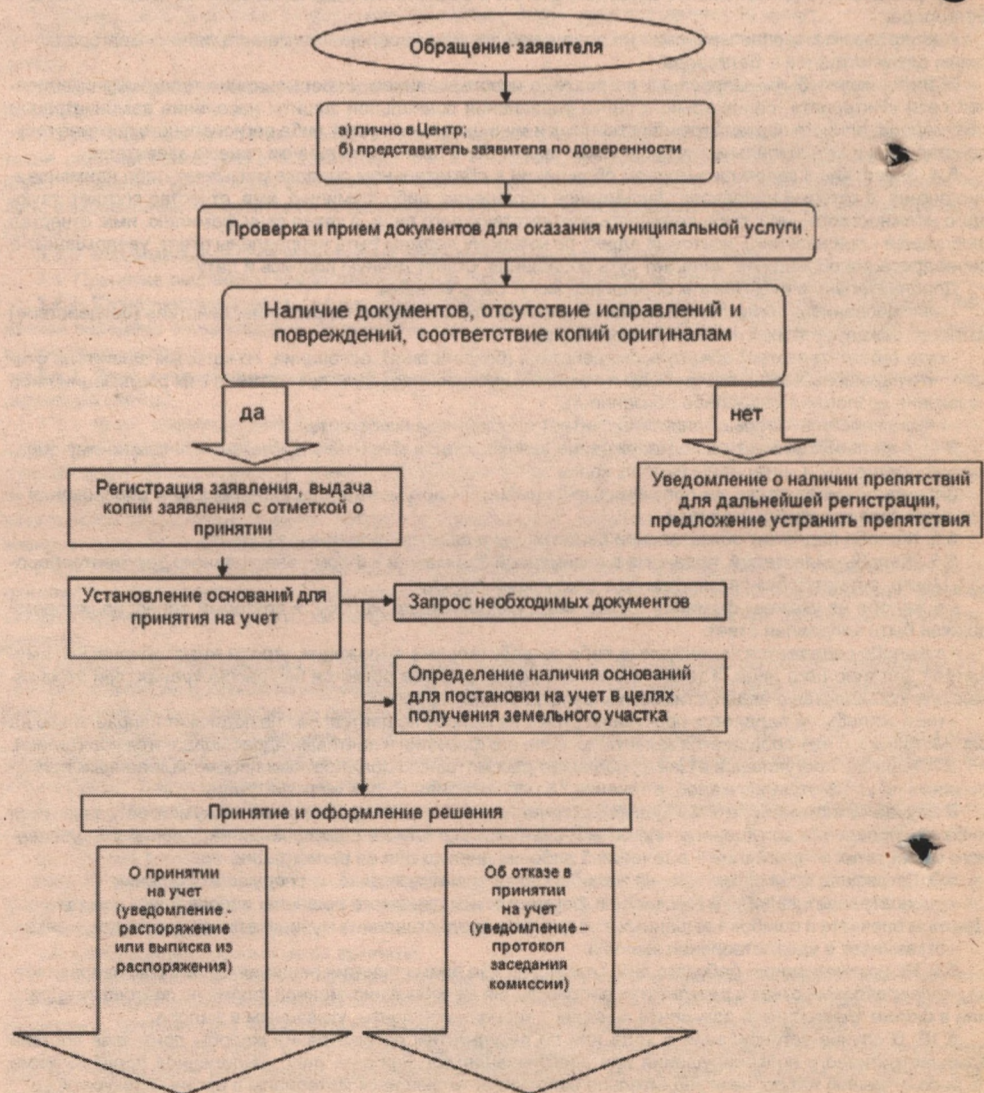 Обращение заявителя
а) лично в Центр;
б) представитель заявителя по доверенности
Проверка и прием документов для оказания муниципальной услуги
Наличие документов, отсутствие исправлений и
повреждений, соответствие копий оригиналам
да
нет
Регистрация заявления, выдача
копии заявления с отметкой о
принятии
Уведомление о наличии препятствий
для дальнейшей регистрации,
предложение устранить препятствия
Установление оснований для
принятия на учет
Запрос необходимых документов
Определение наличия оснований
для постановки на учет в целях
получения земельного участка
Принятие и оформление решения
О принятии
на учет
(уведомление -
распоряжение
или выписка из
распоряжения)
Об отказе в
принятии
на учет
(уведомление –
протокол
заседания
комиссии)